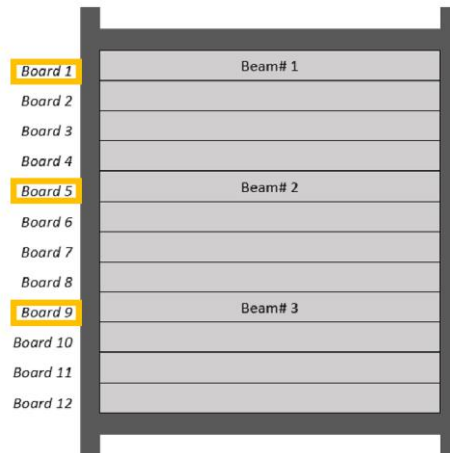 Board 1
Beam# 1
Board 2
Board 3
Board 4
Board 5
Beam# 2
Board 6
Board 7
Board 8
Board 9
Beam# 3
Board 10
Board 11
Board 12